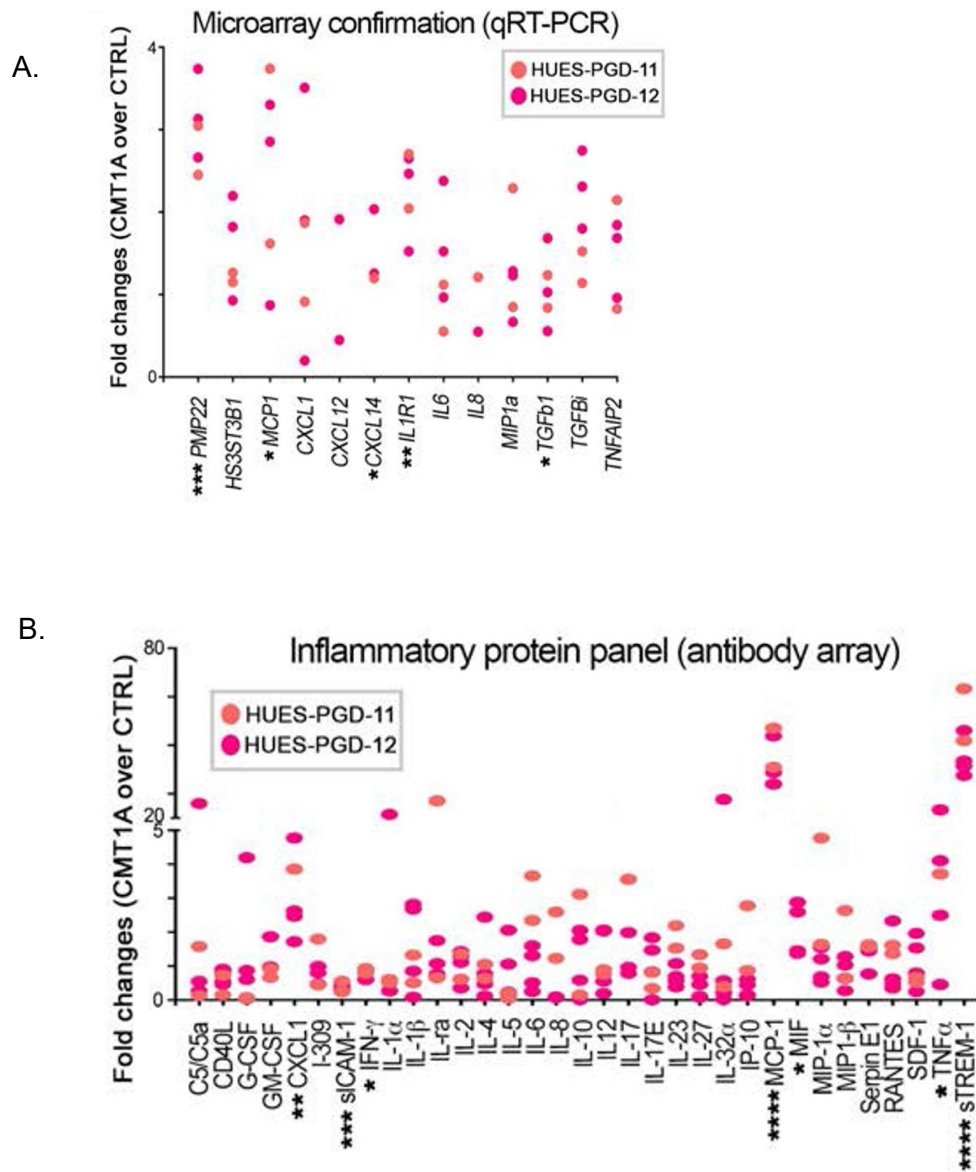 Microarray confirmation (qRT-PCR)
A.
Fold changes (CMT1A over CTRL)
4
0
HUES-PGD-11
HUES-PGD-12
*** PMP22
HS3ST3B1
* MCP1
CXCL1
CXCL12
* CXCL14
** IL1R1
IL6
IL8
MIP1a
* TGFb1
TGFBi
TNFAIP2
B.
Inflammatory protein panel (antibody array)
Fold changes (CMT1A over CTRL)
80
20
5
0
HUES-PGD-11
HUES-PGD-12
C5/C5a
CD40L
G-CSF
GM-CSF
** CXCL1
I-309
*** sICAM-1
* IFN-γ
IL-1α
IL-1β
IL-ra
IL-2
IL-4
IL-5
IL-6
IL-8
IL-10
IL12
IL-17
IL-17E
IL-23
IL-27
IL-32α
IP-10
**** MCP-1
* MIF
MIP-1α
MIP1-β
Serpin E1
RANTES
SDF-1
* TNFα
**** sTREM-1